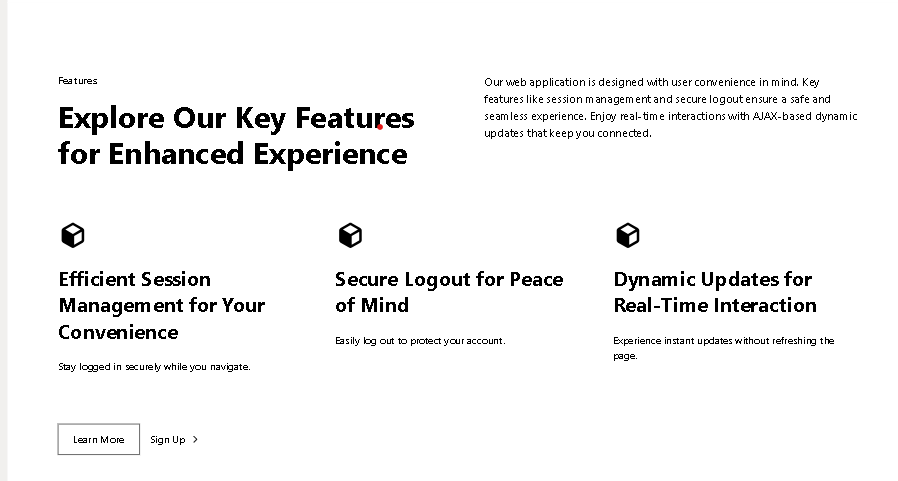 Features
Explore Our Key Features
for Enhanced Experience
Our web application is designed with user convenience in mind. Key
features like session management and secure logout ensure a safe and
seamless experience. Enjoy real-time interactions with AJAX-based dynamic
updates that keep you connected.
Efficient Session
Management for Your
Convenience
Stay logged in securely while you navigate.
Secure Logout for Peace
of Mind
Easily log out to protect your account.
Dynamic Updates for
Real-Time Interaction
Experience instant updates without refreshing the
page.
Learn More
Sign Up